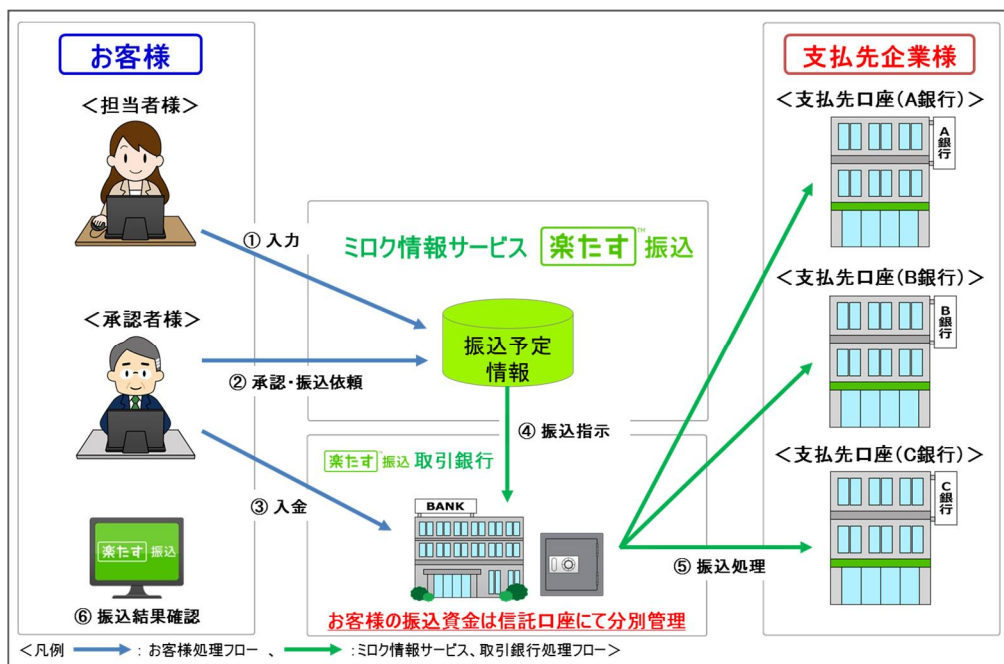 お客様
＜担当者様＞
① 入力
＜承認者様＞
② 承認・振込依頼
③ 入金
楽たす 振込
⑥ 振込結果確認
ミロク情報サービス 楽たす™ 振込
振込予定
情報
④ 振込指示
楽たす™ 振込 取引銀行
BANK
お客様の振込資金は信託口座にて分別管理
⑤ 振込処理
支払先企業様
＜支払先口座（A銀行）＞
A銀行
＜支払先口座（B銀行）＞
B銀行
＜支払先口座（C銀行）＞
C銀行
＜凡例 ：お客様処理フロー 、 ：ミロク情報サービス、取引銀行処理フロー＞